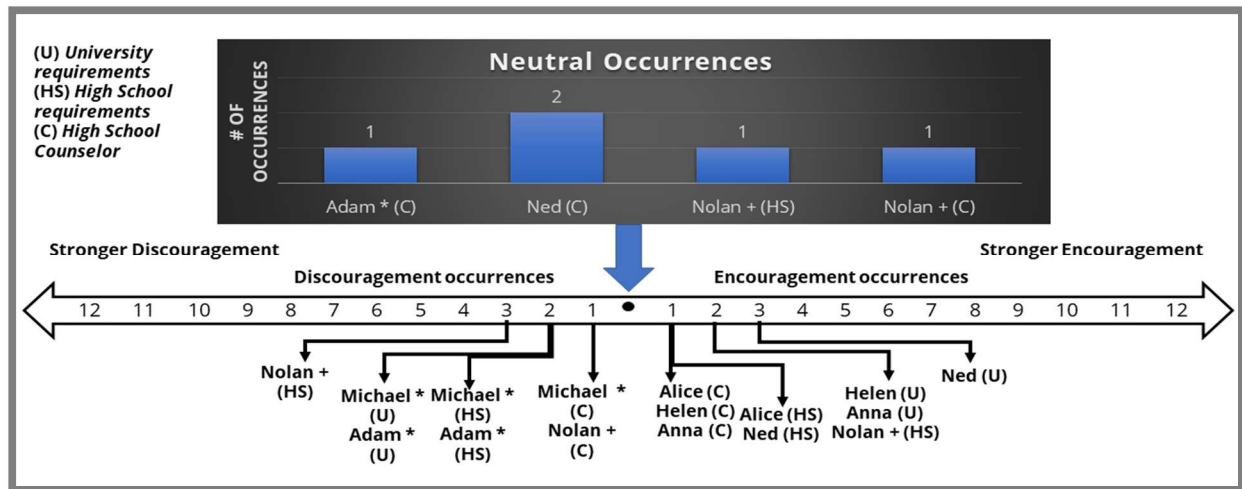 (U) University
requirements
(HS) High School
requirements
(C) High School
Counselor
Neutral Occurrences
# OF
OCCURRENCES
1
2
1
1
Adam * (C)
Ned (C)
Nolan + (HS)
Nolan + (C)
Stronger Discouragement
Stronger Encouragement
Discouragement occurrences
Encouragement occurrences
12 11 10 9 8 7 6 5 4 3 2 1 1 2 3 4 5 6 7 8 9 10 11 12
Nolan +
(HS)
Michael *
(U)
Adam *
(U)
Michael *
(HS)
Adam *
(HS)
Michael *
(C)
Nolan +
(C)
Alice (C)
Helen (C)
Anna (C)
Alice (HS)
Ned (HS)
Helen (U)
Anna (U)
Nolan + (HS)
Ned (U)